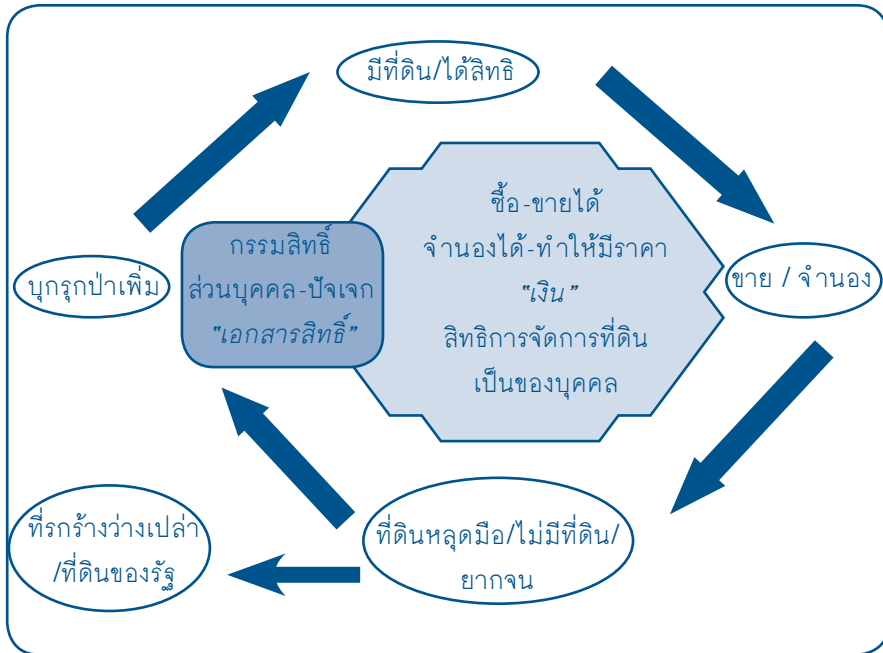 มีที่ดิน/ได้สิทธิ
ซื้อ-ขายได้
จำนองได้-ทำให้มีราคา
“เงิน”
สิทธิการจัดการที่ดิน
เป็นของบุคคล
กรรมสิทธิ์
ส่วนบุคคล-ปัจเจก
“เอกสารสิทธิ์”
บุกรุกป่าเพิ่ม
ขาย / จำนอง
ที่ดินหลุดมือ/ไม่มีที่ดิน/
ยากจน
ที่รกร้างว่างเปล่า
/ที่ดินของรัฐ